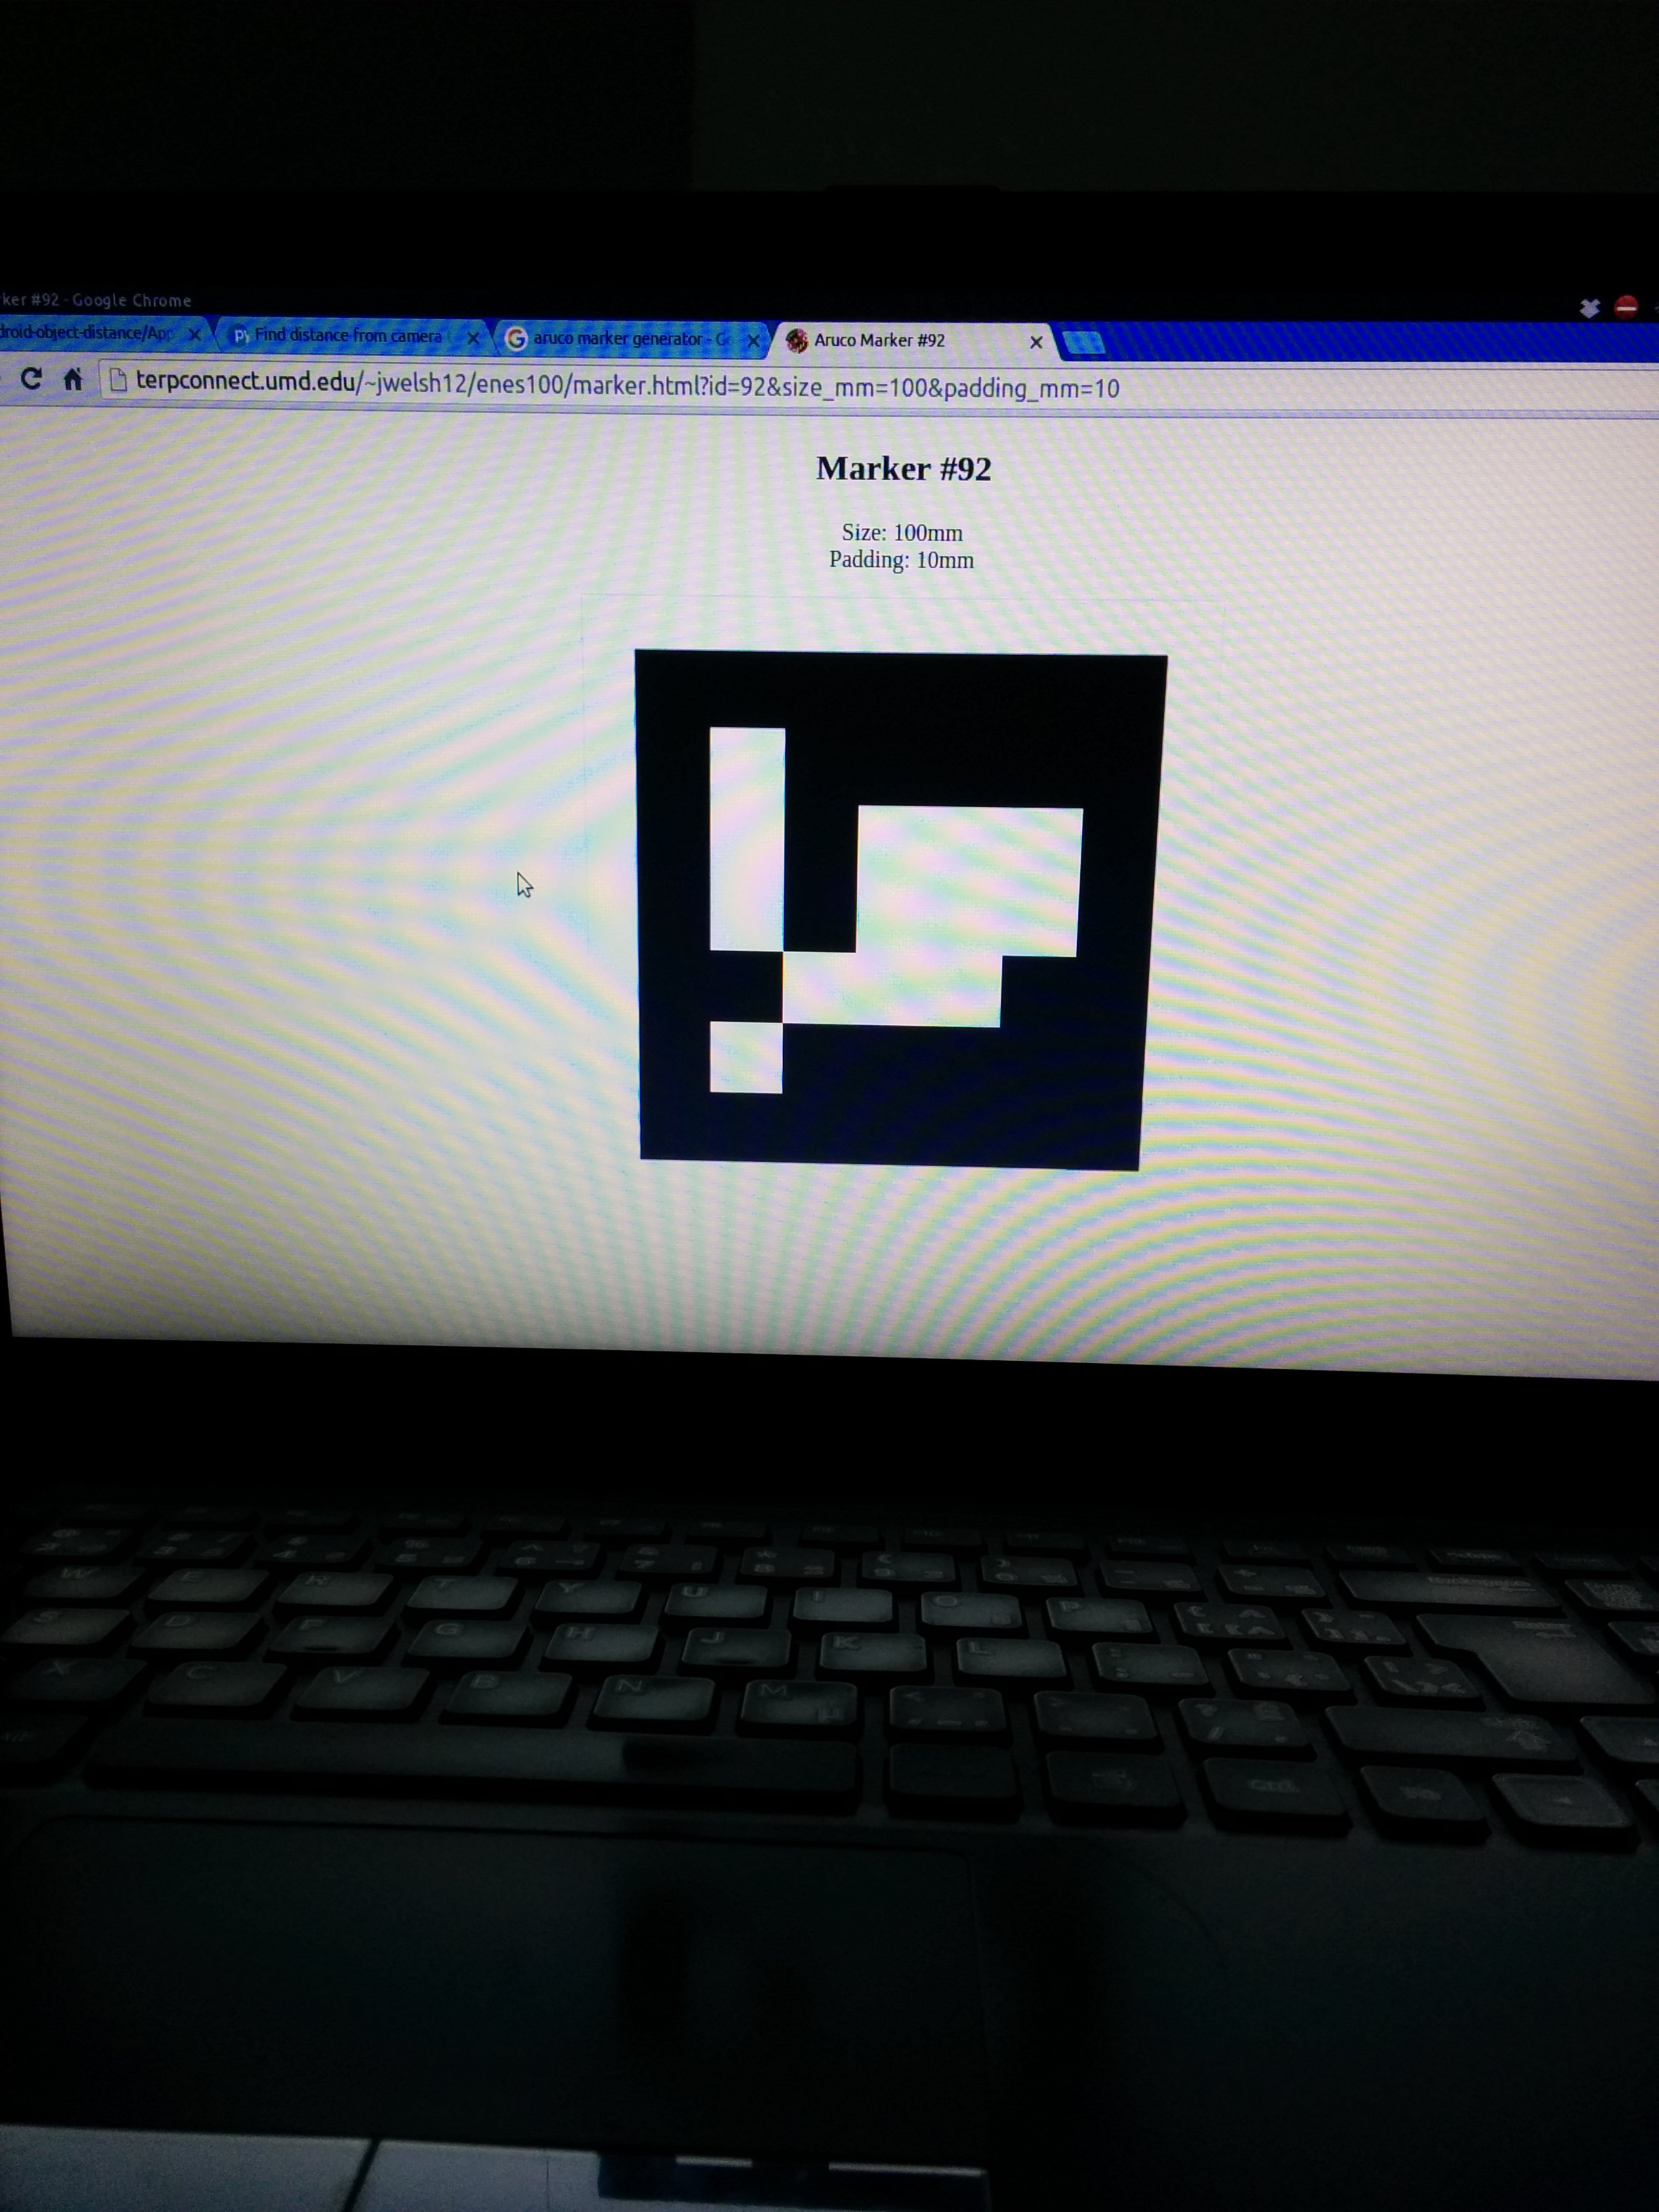 ker #92 - Google Chrome
droid-object-distance/App
Find distance from camera
aruco marker generator - G
Aruco Marker #92
terpconnect.umd.edu/~jwelsh12/enes100/marker.html?id=92&size_mm=100&padding_mm=10
Marker #92
Size: 100mm
Padding: 10mm
W E R T Y U I O P
S D F G H J K L
X C V B N M